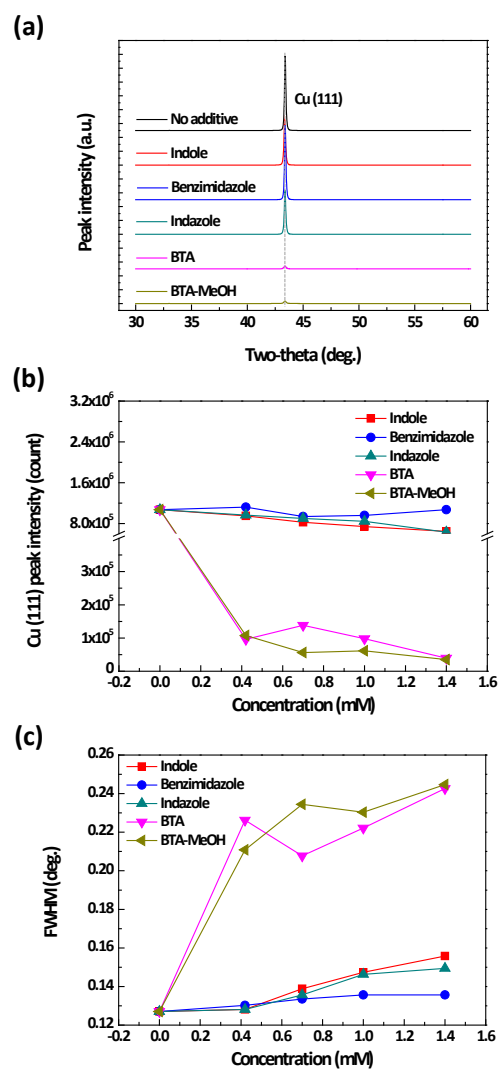 (a)
Peak intensity (a.u.)
Cu (111)
No additive
Indole
Benzimidazole
Indazole
BTA
BTA-MeOH
30 35 40 45 50 55 60
Two-theta (deg.)
(b)
Cu (111) peak intensity (count)
3.2x10⁶
1.6x10⁶
8.0x10⁵
3x10⁵
2x10⁵
1x10⁵
0
Indole
Benzimidazole
Indazole
BTA
BTA-MeOH
-0.2 0.0 0.2 0.4 0.6 0.8 1.0 1.2 1.4 1.6
Concentration (mM)
(c)
FWHM (deg.)
0.26
0.24
0.22
0.20
0.18
0.16
0.14
0.12
Indole
Benzimidazole
Indazole
BTA
BTA-MeOH
-0.2 0.0 0.2 0.4 0.6 0.8 1.0 1.2 1.4 1.6
Concentration (mM)